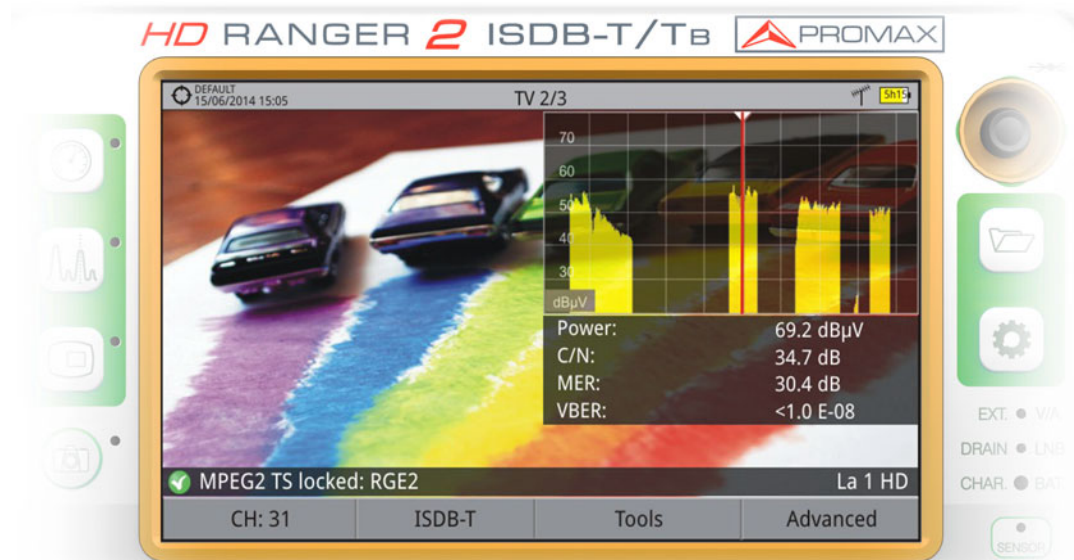 HD RANGER 2 ISDB-T/TB PROMAX
DEFAULT
15/06/2014 15:05
TV 2/3
5h15
70
60
50
40
30
dBµV
Power: 69.2 dBµV
C/N: 34.7 dB
MER: 30.4 dB
VBER: <1.0 E-08
MPEG2 TS locked: RGE2
La 1 HD
CH: 31
ISDB-T
Tools
Advanced
EXT. V/A
DRAIN LNB
CHAR. BAT
SENSOR